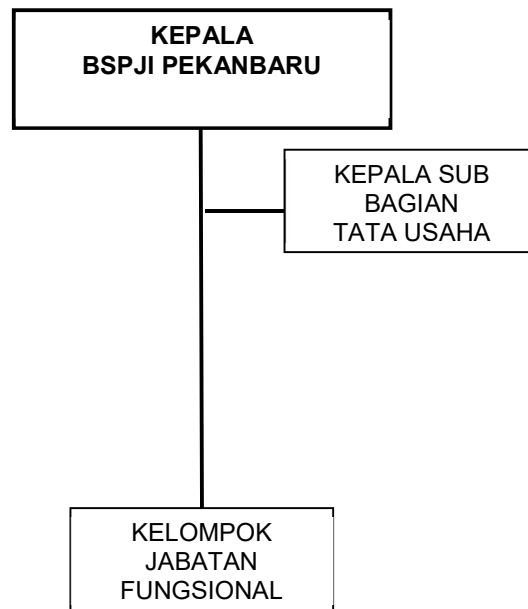 KEPALA
BSPJI PEKANBARU
KEPALA SUB
BAGIAN
TATA USAHA
KELOMPOK
JABATAN
FUNGSIONAL